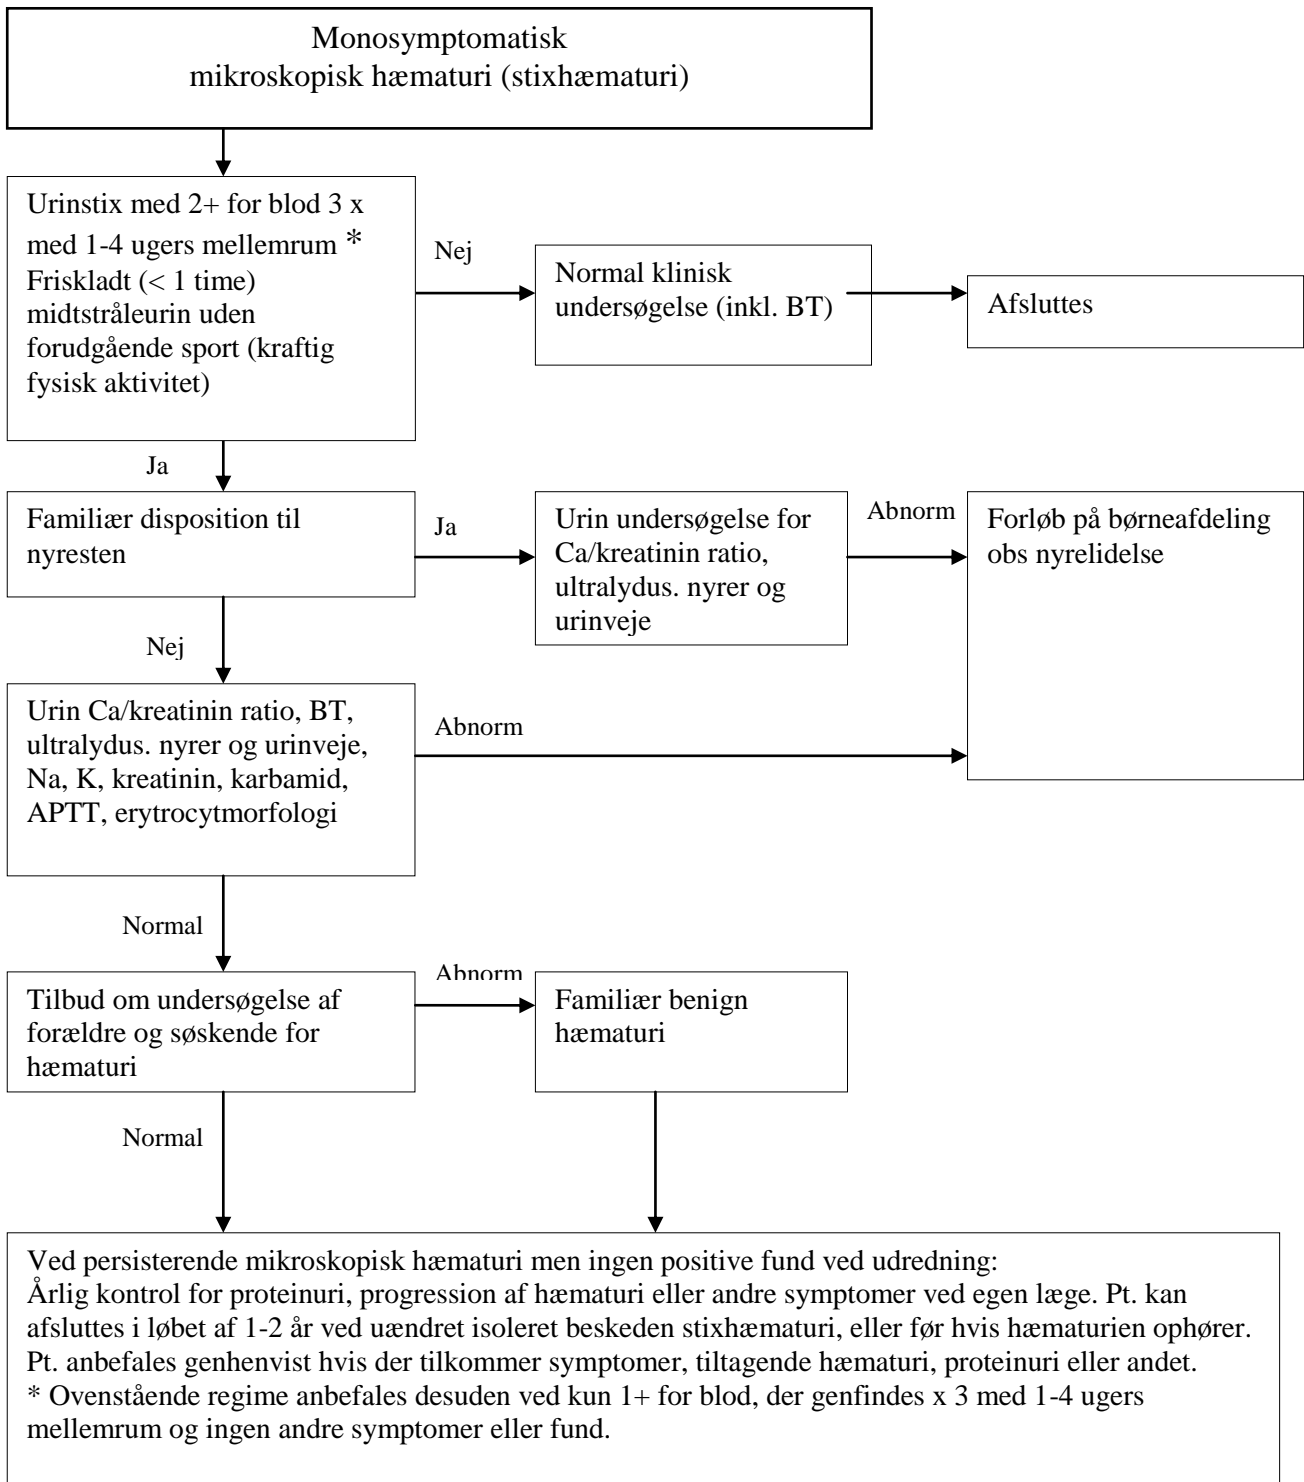 Monosymptomatisk
mikroskopisk hæmaturi (stixhæmaturi)
Urinstix med 2+ for blod 3 x
med 1-4 ugers mellemrum *
Friskladt (< 1 time)
midtstråleurin uden
forudgående sport (kraftig
fysisk aktivitet)
Nej
Normal klinisk
undersøgelse (inkl. BT)
Afsluttes
Ja
Familiær disposition til
nyresten
Ja
Urin undersøgelse for
Ca/kreatinin ratio,
ultralydus. nyrer og
urinveje
Abnorm
Forløb på børneafdeling
obs nyrelidelse
Nej
Urin Ca/kreatinin ratio, BT,
ultralydus. nyrer og urinveje,
Na, K, kreatinin, karbamid,
APTT, erytrocytmorfologi
Abnorm
Normal
Tilbud om undersøgelse af
forældre og søskende for
hæmaturi
Abnorm
Familiær benign
hæmaturi
Normal
Ved persisterende mikroskopisk hæmaturi men ingen positive fund ved udredning:
Årlig kontrol for proteinuri, progression af hæmaturi eller andre symptomer ved egen læge. Pt. kan
afsluttes i løbet af 1-2 år ved uændret isoleret beskeden stixhæmaturi, eller før hvis hæmaturien ophører.
Pt. anbefales genhenvist hvis der tilkommer symptomer, tiltagende hæmaturi, proteinuri eller andet.
* Ovenstående regime anbefales desuden ved kun 1+ for blod, der genfindes x 3 med 1-4 ugers
mellemrum og ingen andre symptomer eller fund.